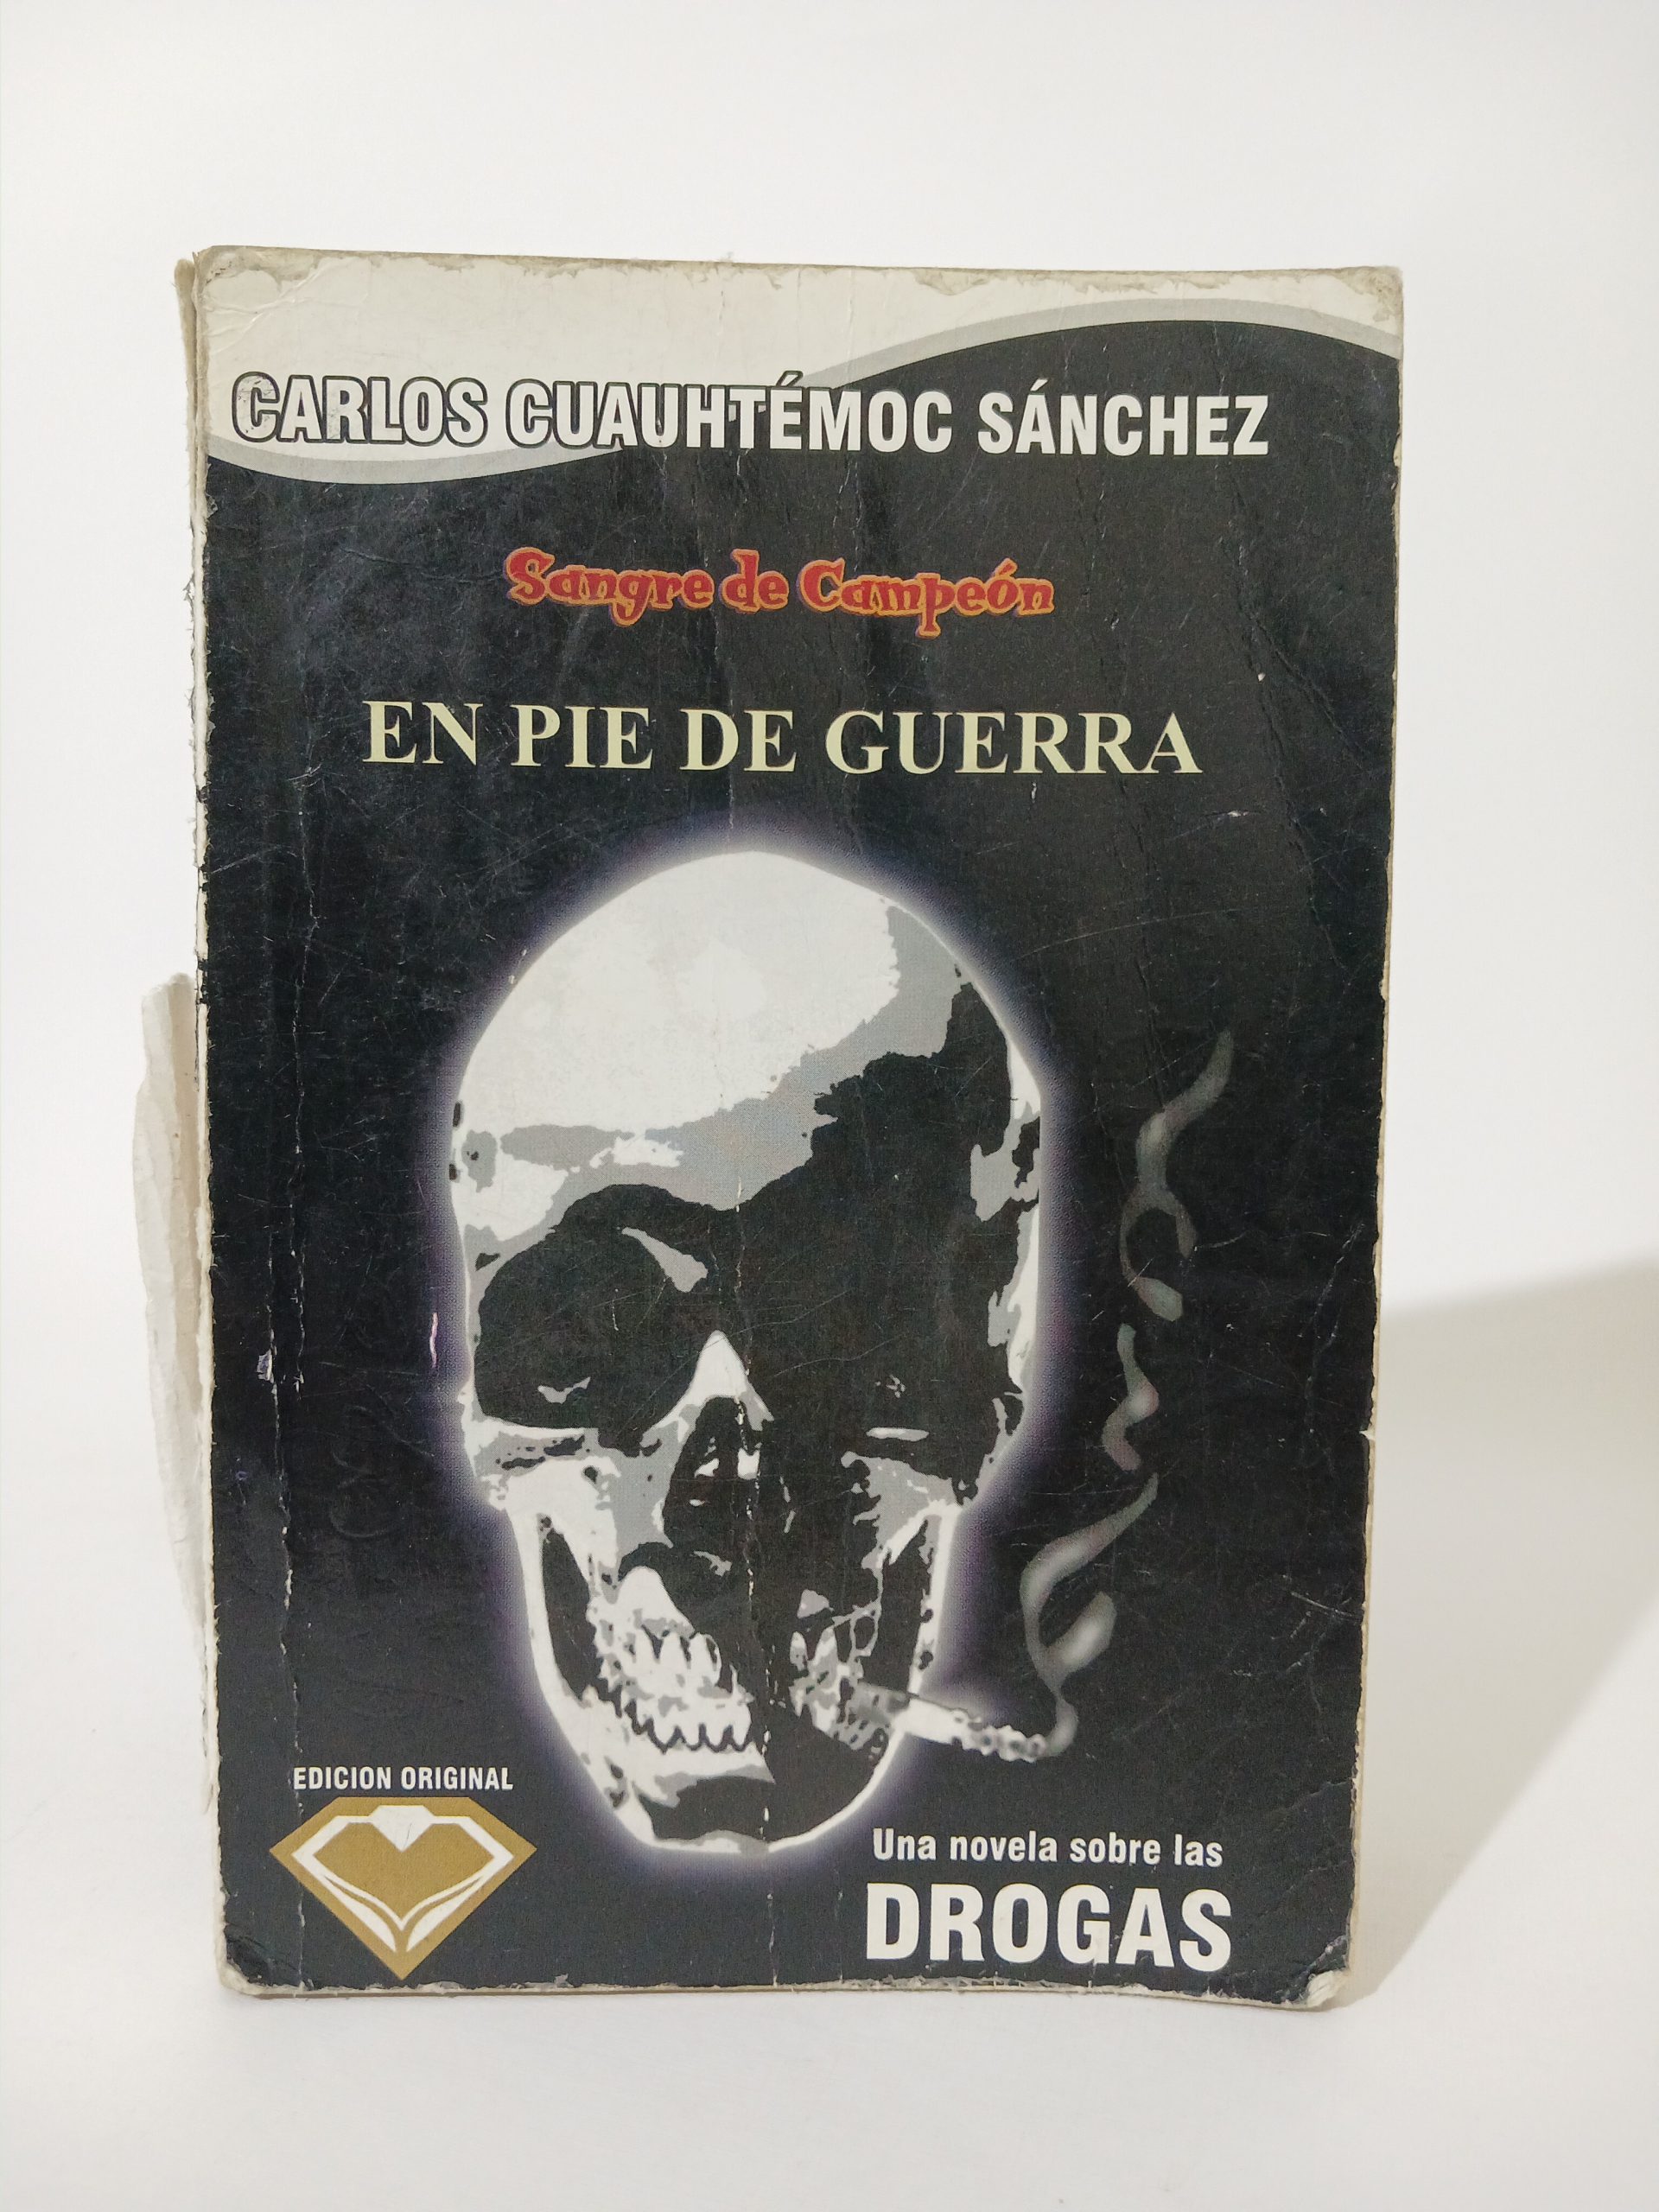 CARLOS CUAUHTÉMOC SÁNCHEZ
Sangre de Campeón
EN PIE DE GUERRA
EDICION ORIGINAL
Una novela sobre las
DROGAS